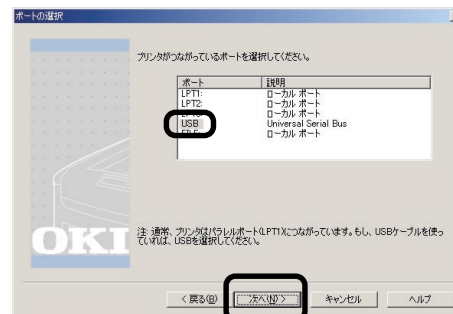 ポートの選択
プリンタがつながっているポートを選択してください。
ポート 説明
LPT1: ローカル ポート
LPT2: ローカル ポート
ローカル ポート
USB Universal Serial Bus
FILE: ローカル ポート
OKI
注: 通常、プリンタはパラレルポート(LPT1)につながっています。もし、USBケーブルを使っ
ていれば、USBを選択してください。
< 戻る(B) 次へ(N) > キャンセル ヘルプ